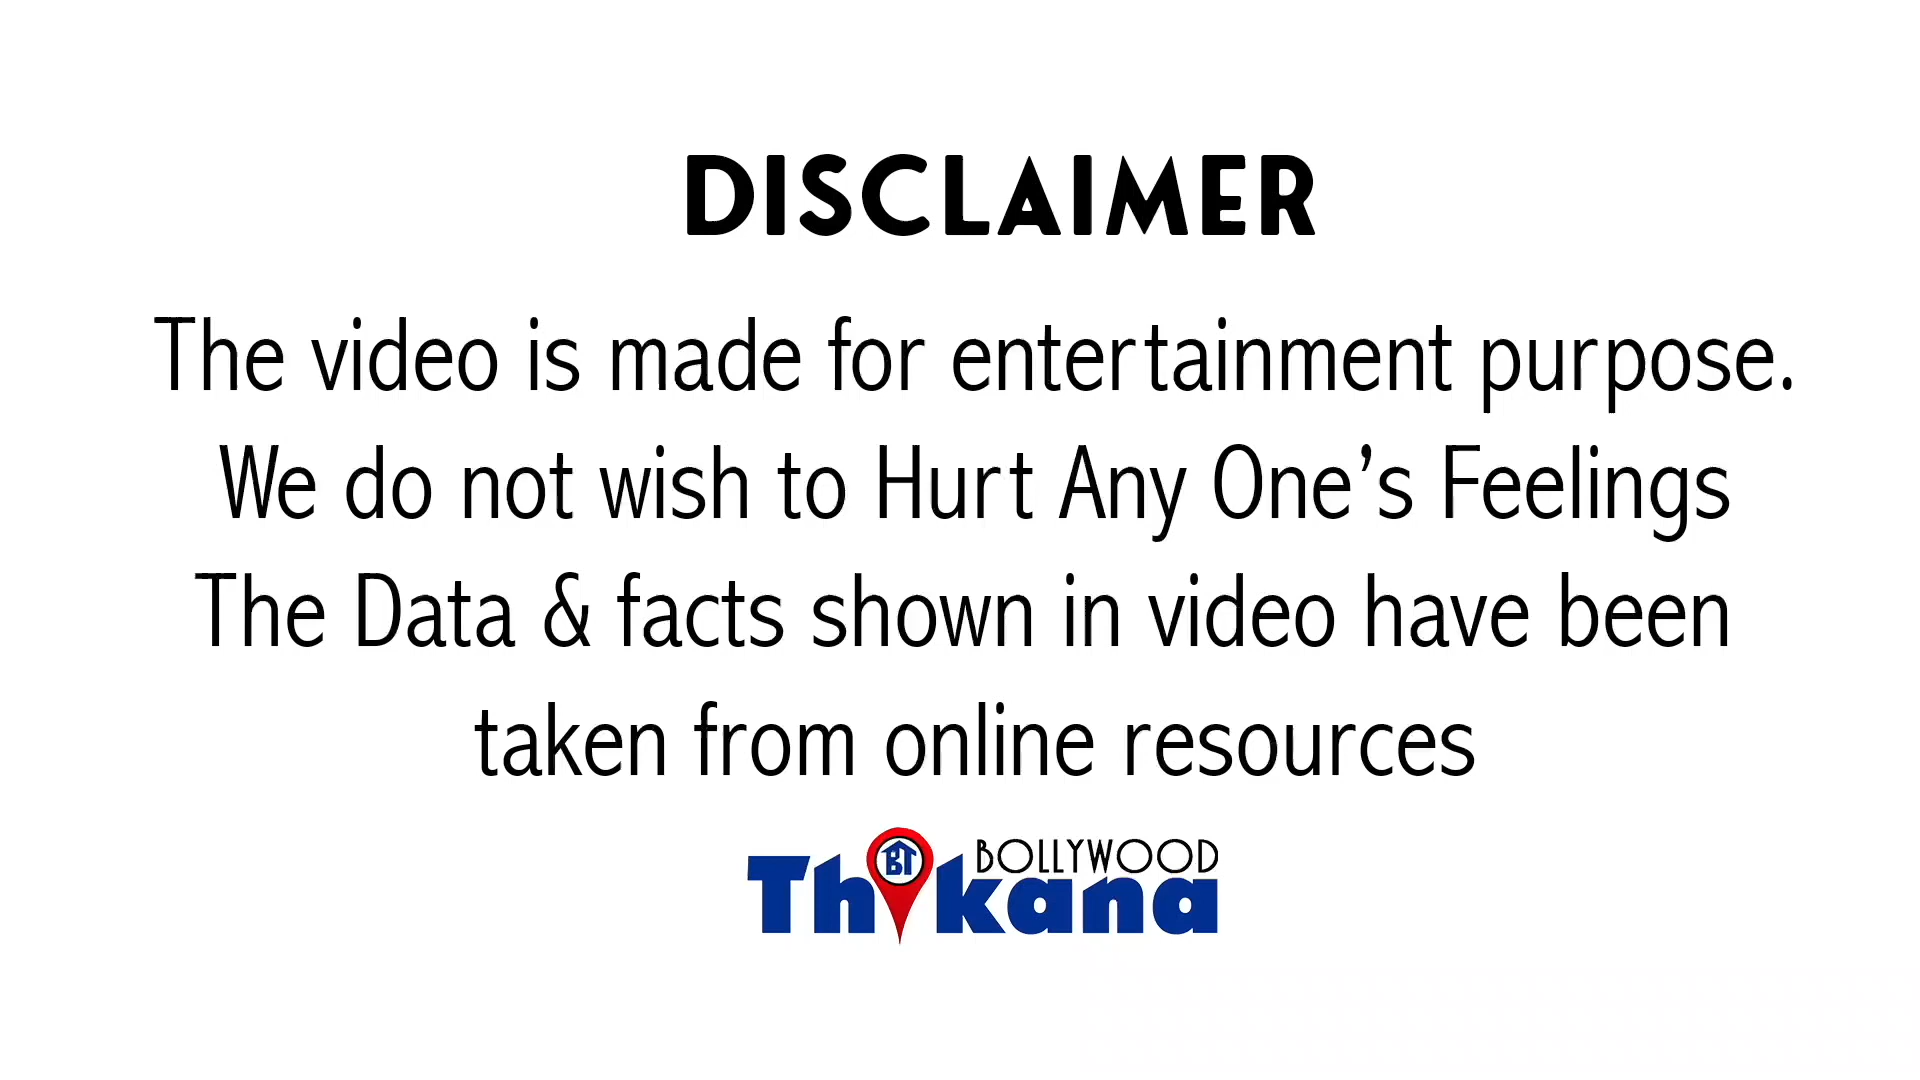 DISCLAIMER
The video is made for entertainment purpose.
We do not wish to Hurt Any One’s Feelings
The Data & facts shown in video have been
taken from online resources
BT
BOLLYWOOD
Thikana